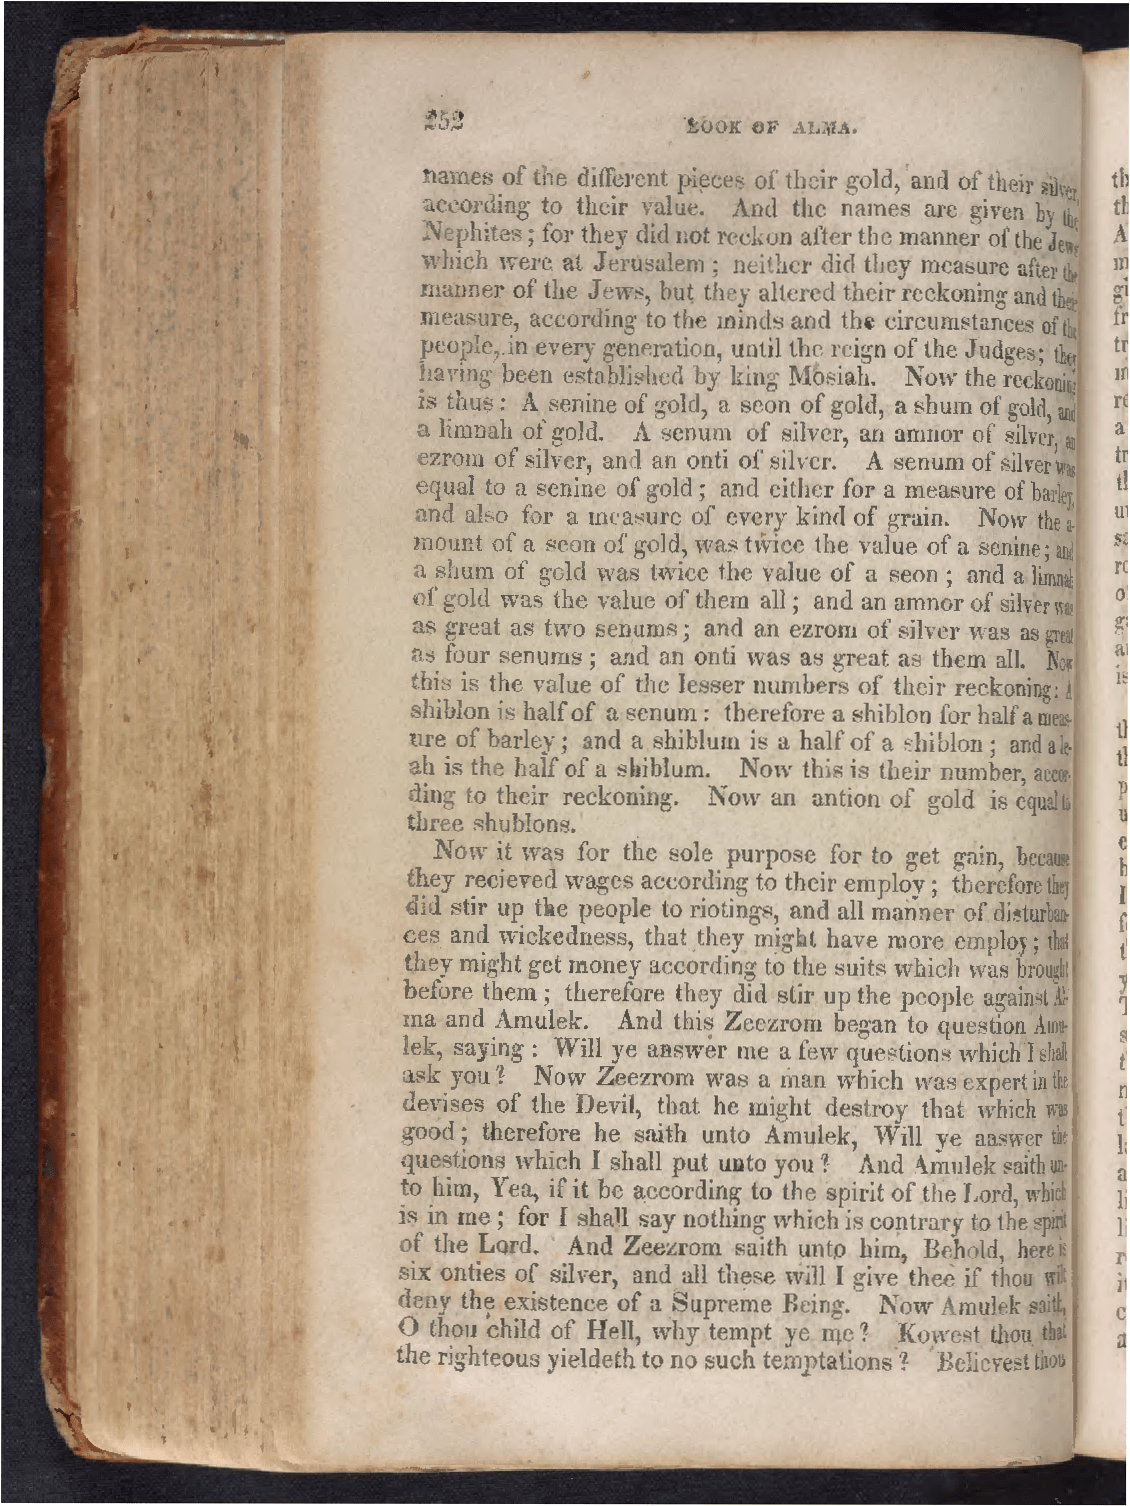 252 BOOK OF ALMA.
names of the different pieces of their gold, and of their silver,
according to their value. And the names are given by the
Nephites; for they did not reckon after the manner of the Jews
which were at Jerusalem; neither did they measure after the
manner of the Jews, but they altered their reckoning and their
measure, according to the minds and the circumstances of the
people, in every generation, until the reign of the Judges; they
having been established by king Mosiah. Now the reckoning
is thus: A senine of gold, a seon of gold, a shum of gold, and
a limnah of gold. A senum of silver, an amnor of silver, an
ezrom of silver, and an onti of silver. A senum of silver was
equal to a senine of gold; and either for a measure of barley,
and also for a measure of every kind of grain. Now the a-
mount of a seon of gold, was twice the value of a senine; and
a shum of gold was twice the value of a seon; and a limnah
of gold was the value of them all; and an amnor of silver was
as great as two senums; and an ezrom of silver was as great
as four senums; and an onti was as great as them all. Now
this is the value of the lesser numbers of their reckoning: A
shiblon is half of a senum: therefore a shiblon for half a meas-
ure of barley; and a shiblum is a half of a shiblon; and a le-
ah is the half of a shiblum. Now this is their number, accor-
ding to their reckoning. Now an antion of gold is equal to
three shublons.
Now it was for the sole purpose for to get gain, because
they recieved wages according to their employ; therefore they
did stir up the people to riotings, and all manner of disturban-
ces and wickedness, that they might have more employ; that
they might get money according to the suits which was brought
before them; therefore they did stir up the people against Al-
ma and Amulek. And this Zeezrom began to question Amu-
lek, saying: Will ye answer me a few questions which I shall
ask you? Now Zeezrom was a man which was expert in the
devises of the Devil, that he might destroy that which was
good; therefore he saith unto Amulek, Will ye answer the
questions which I shall put unto you? And Amulek saith un-
to him, Yea, if it be according to the spirit of the Lord, which
is in me; for I shall say nothing which is contrary to the spirit
of the Lord. And Zeezrom saith unto him, Behold, here is
six onties of silver, and all these will I give thee if thou wilt
deny the existence of a Supreme Being. Now Amulek saith,
O thou child of Hell, why tempt ye me? Kowest thou that
the righteous yieldeth to no such temptations? Believest thou